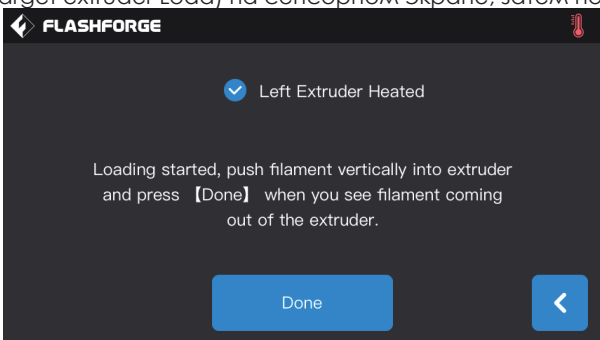 FLASHFORGE
Left Extruder Heated
Loading started, push filament vertically into extruder
and press 【Done】 when you see filament coming
out of the extruder.
Done